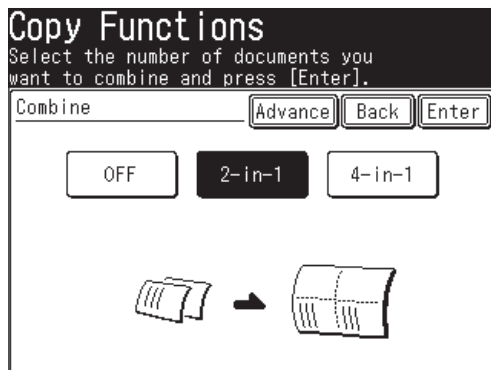 Copy Functions
Select the number of documents you
want to combine and press [Enter].
Combine Advance Back Enter
OFF 2-in-1 4-in-1